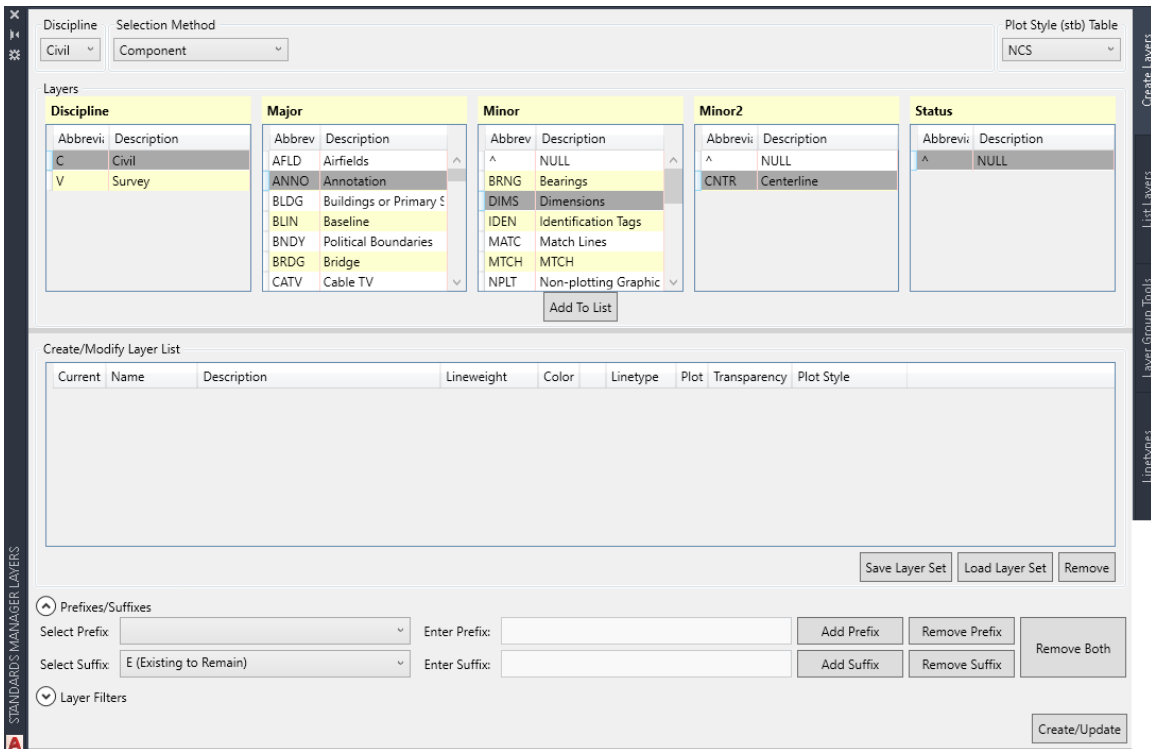 Discipline Selection Method Plot Style (stb) Table
Civil Component NCS
Layers
Discipline Major Minor Minor2 Status
Abbrevia Description Abbrev Description Abbrev Description Abbrevia Description Abbrevia Description
C Civil AFLD Airfields ^ NULL ^ NULL ^ NULL
V Survey ANNO Annotation BRNG Bearings CNTR Centerline
BLDG Buildings or Primary S DIMS Dimensions
BLIN Baseline IDEN Identification Tags
BNDY Political Boundaries MATC Match Lines
BRDG Bridge MTCH MTCH
CATV Cable TV NPLT Non-plotting Graphic
Add To List
Create/Modify Layer List
Current Name Description Lineweight Color Linetype Plot Transparency Plot Style
Save Layer Set Load Layer Set Remove
Prefixes/Suffixes
Select Prefix Enter Prefix: Add Prefix Remove Prefix Remove Both
Select Suffix: E (Existing to Remain) Enter Suffix: Add Suffix Remove Suffix
Layer Filters
Create/Update
STANDARDS MANAGER LAYERS
Create Layers
List Layers
Layer Group Tools
Linetypes